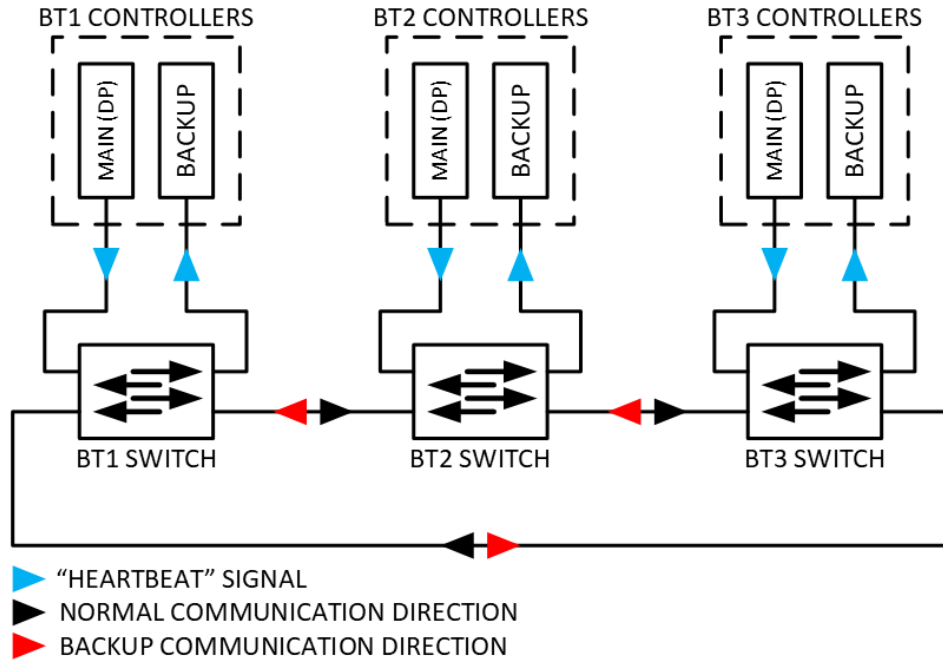 BT1 CONTROLLERS
BT2 CONTROLLERS
BT3 CONTROLLERS
MAIN (DP)
BACKUP
MAIN (DP)
BACKUP
MAIN (DP)
BACKUP
BT1 SWITCH
BT2 SWITCH
BT3 SWITCH
“HEARTBEAT” SIGNAL
NORMAL COMMUNICATION DIRECTION
BACKUP COMMUNICATION DIRECTION